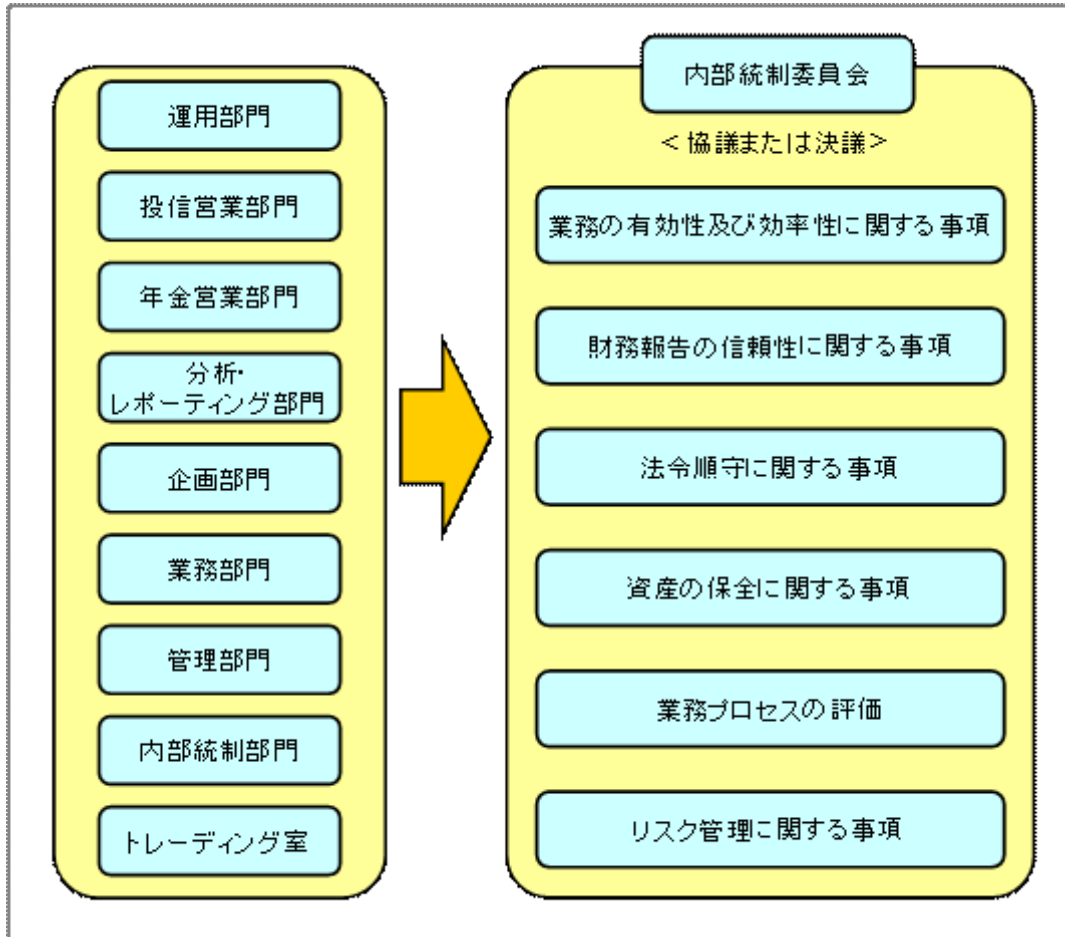 運用部門
投信営業部門
年金営業部門
分析・
レポーティング部門
企画部門
業務部門
管理部門
内部統制部門
トレーディング室
内部統制委員会
＜協議または決議＞
業務の有効性及び効率性に関する事項
財務報告の信頼性に関する事項
法令順守に関する事項
資産の保全に関する事項
業務プロセスの評価
リスク管理に関する事項